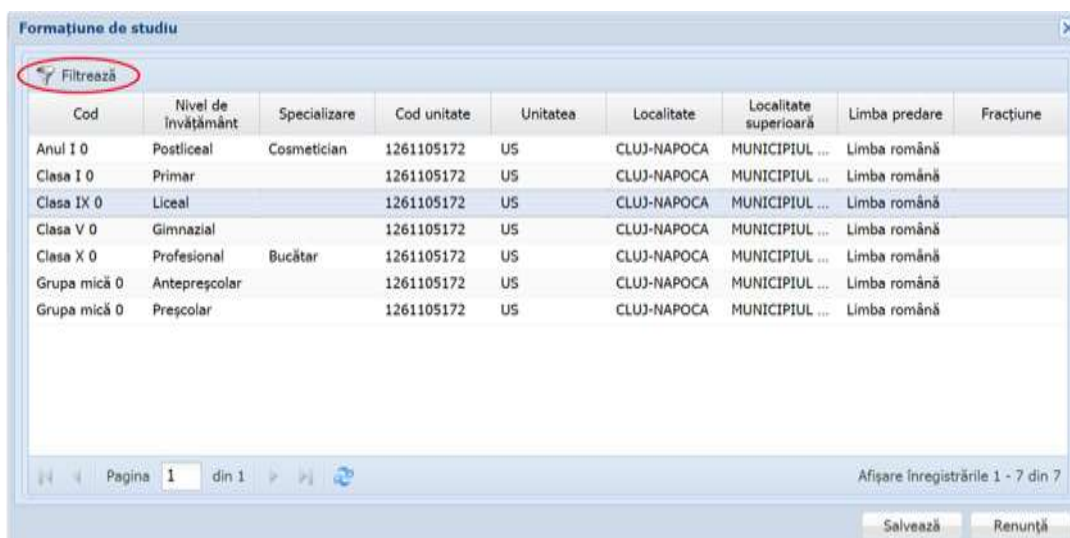 Formațiune de studiu
Filtrează
Cod Nivel de învățământ Specializare Cod unitate Unitatea Localitate Localitate superioară Limba predare Fracțiune
Anul I 0 Postliceal Cosmetician 1261105172 US CLUJ-NAPOCA MUNICIPIUL ... Limba română
Clasa I 0 Primar 1261105172 US CLUJ-NAPOCA MUNICIPIUL ... Limba română
Clasa IX 0 Liceal 1261105172 US CLUJ-NAPOCA MUNICIPIUL ... Limba română
Clasa V 0 Gimnazial 1261105172 US CLUJ-NAPOCA MUNICIPIUL ... Limba română
Clasa X 0 Profesional Bucătar 1261105172 US CLUJ-NAPOCA MUNICIPIUL ... Limba română
Grupa mică 0 Antepreșcolar 1261105172 US CLUJ-NAPOCA MUNICIPIUL ... Limba română
Grupa mică 0 Preșcolar 1261105172 US CLUJ-NAPOCA MUNICIPIUL ... Limba română
Pagina 1 din 1 Afișare înregistrările 1 - 7 din 7
Salvează Renunță